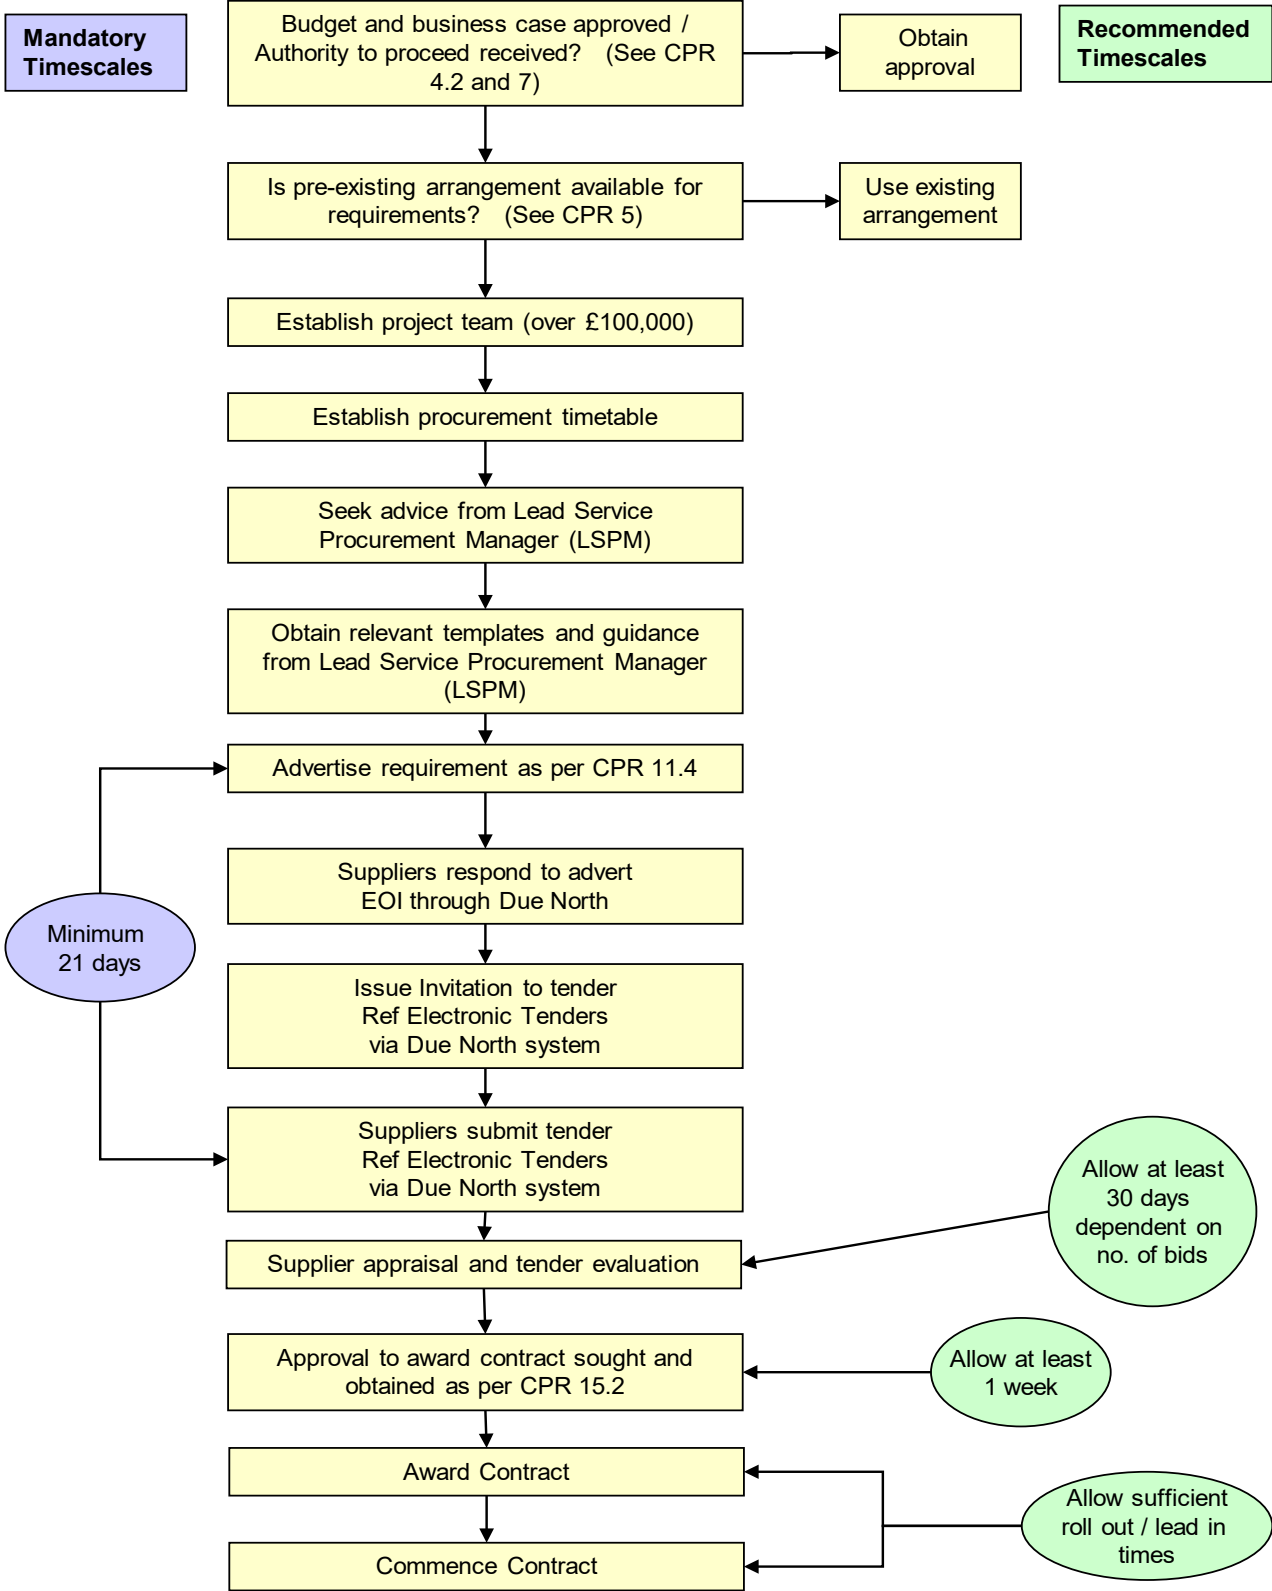 Mandatory
Timescales
Budget and business case approved /
Authority to proceed received? (See CPR
4.2 and 7)
Obtain
approval
Recommended
Timescales
Is pre-existing arrangement available for
requirements? (See CPR 5)
Use existing
arrangement
Establish project team (over £100,000)
Establish procurement timetable
Seek advice from Lead Service
Procurement Manager (LSPM)
Obtain relevant templates and guidance
from Lead Service Procurement Manager
(LSPM)
Advertise requirement as per CPR 11.4
Suppliers respond to advert
EOI through Due North
Minimum
21 days
Issue Invitation to tender
Ref Electronic Tenders
via Due North system
Suppliers submit tender
Ref Electronic Tenders
via Due North system
Allow at least
30 days
dependent on
no. of bids
Supplier appraisal and tender evaluation
Approval to award contract sought and
obtained as per CPR 15.2
Allow at least
1 week
Award Contract
Allow sufficient
roll out / lead in
times
Commence Contract